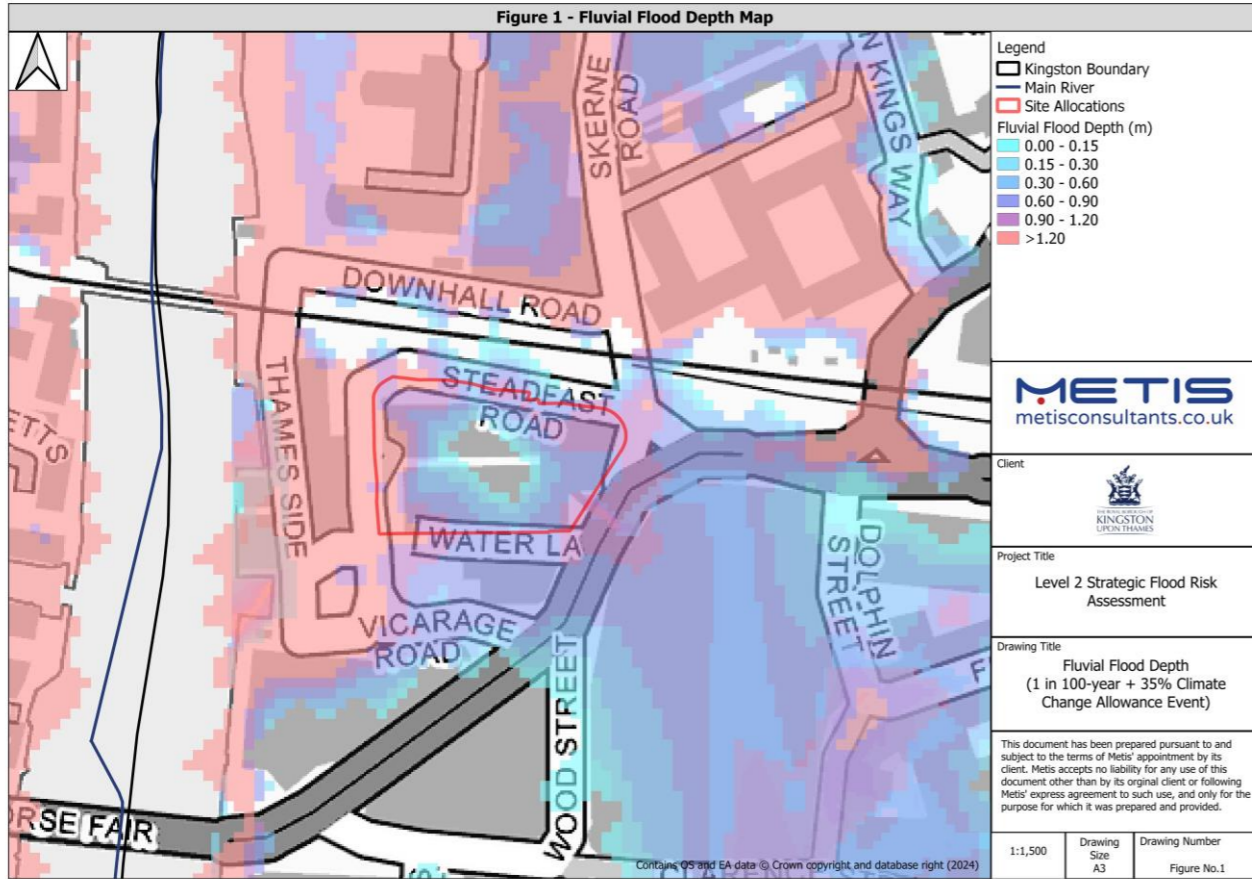 Figure 1 - Fluvial Flood Depth Map
Legend
Kingston Boundary
Main River
Site Allocations
Fluvial Flood Depth (m)
0.00 - 0.15
0.15 - 0.30
0.30 - 0.60
0.60 - 0.90
0.90 - 1.20
>1.20
SKERNE
ROAD
N KINGS WAY
DOWNHALL ROAD
THAMES SIDE
STEADFAST
ROAD
ETTS
WATER LA
VICARAGE
ROAD
DOLPHIN
STREET
WOOD STREET
ORSE FAIR
Contains OS and EA data © Crown copyright and database right (2024)
METIS
metisconsultants.co.uk
Client
THE ROYAL BOROUGH OF
KINGSTON
UPON THAMES
Project Title
Level 2 Strategic Flood Risk
Assessment
Drawing Title
Fluvial Flood Depth
(1 in 100-year + 35% Climate
Change Allowance Event)
This document has been prepared pursuant to and
subject to the terms of Metis' appointment by its
client. Metis accepts no liability for any use of this
document other than by its orginal client or following
Metis' express agreement to such use, and only for the
purpose for which it was prepared and provided.
1:1,500
Drawing
Size
A3
Drawing Number
Figure No.1